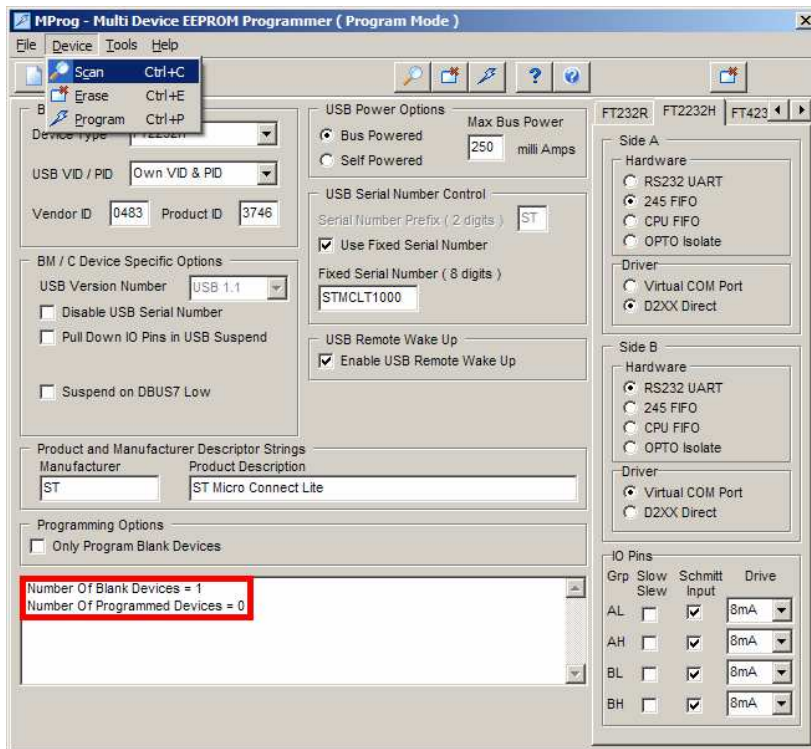 MProg - Multi Device EEPROM Programmer ( Program Mode )
File Device Tools Help
Scan Ctrl+C
Erase Ctrl+E
Program Ctrl+P
Device Type FT2232H
USB VID / PID Own VID & PID
Vendor ID 0483 Product ID 3746
BM / C Device Specific Options
USB Version Number USB 1.1
Disable USB Serial Number
Pull Down IO Pins in USB Suspend
Suspend on DBUS7 Low
USB Power Options
Max Bus Power
Bus Powered
250 milli Amps
Self Powered
USB Serial Number Control
Serial Number Prefix ( 2 digits ) ST
Use Fixed Serial Number
Fixed Serial Number ( 8 digits )
STMCLT1000
USB Remote Wake Up
Enable USB Remote Wake Up
Product and Manufacturer Descriptor Strings
Manufacturer Product Description
ST ST Micro Connect Lite
Programming Options
Only Program Blank Devices
Number Of Blank Devices = 1
Number Of Programmed Devices = 0
FT232R FT2232H FT423
Side A
Hardware
RS232 UART
245 FIFO
CPU FIFO
OPTO Isolate
Driver
Virtual COM Port
D2XX Direct
Side B
Hardware
RS232 UART
245 FIFO
CPU FIFO
OPTO Isolate
Driver
Virtual COM Port
D2XX Direct
IO Pins
Grp Slow Slew Schmitt Input Drive
AL 8mA
AH 8mA
BL 8mA
BH 8mA